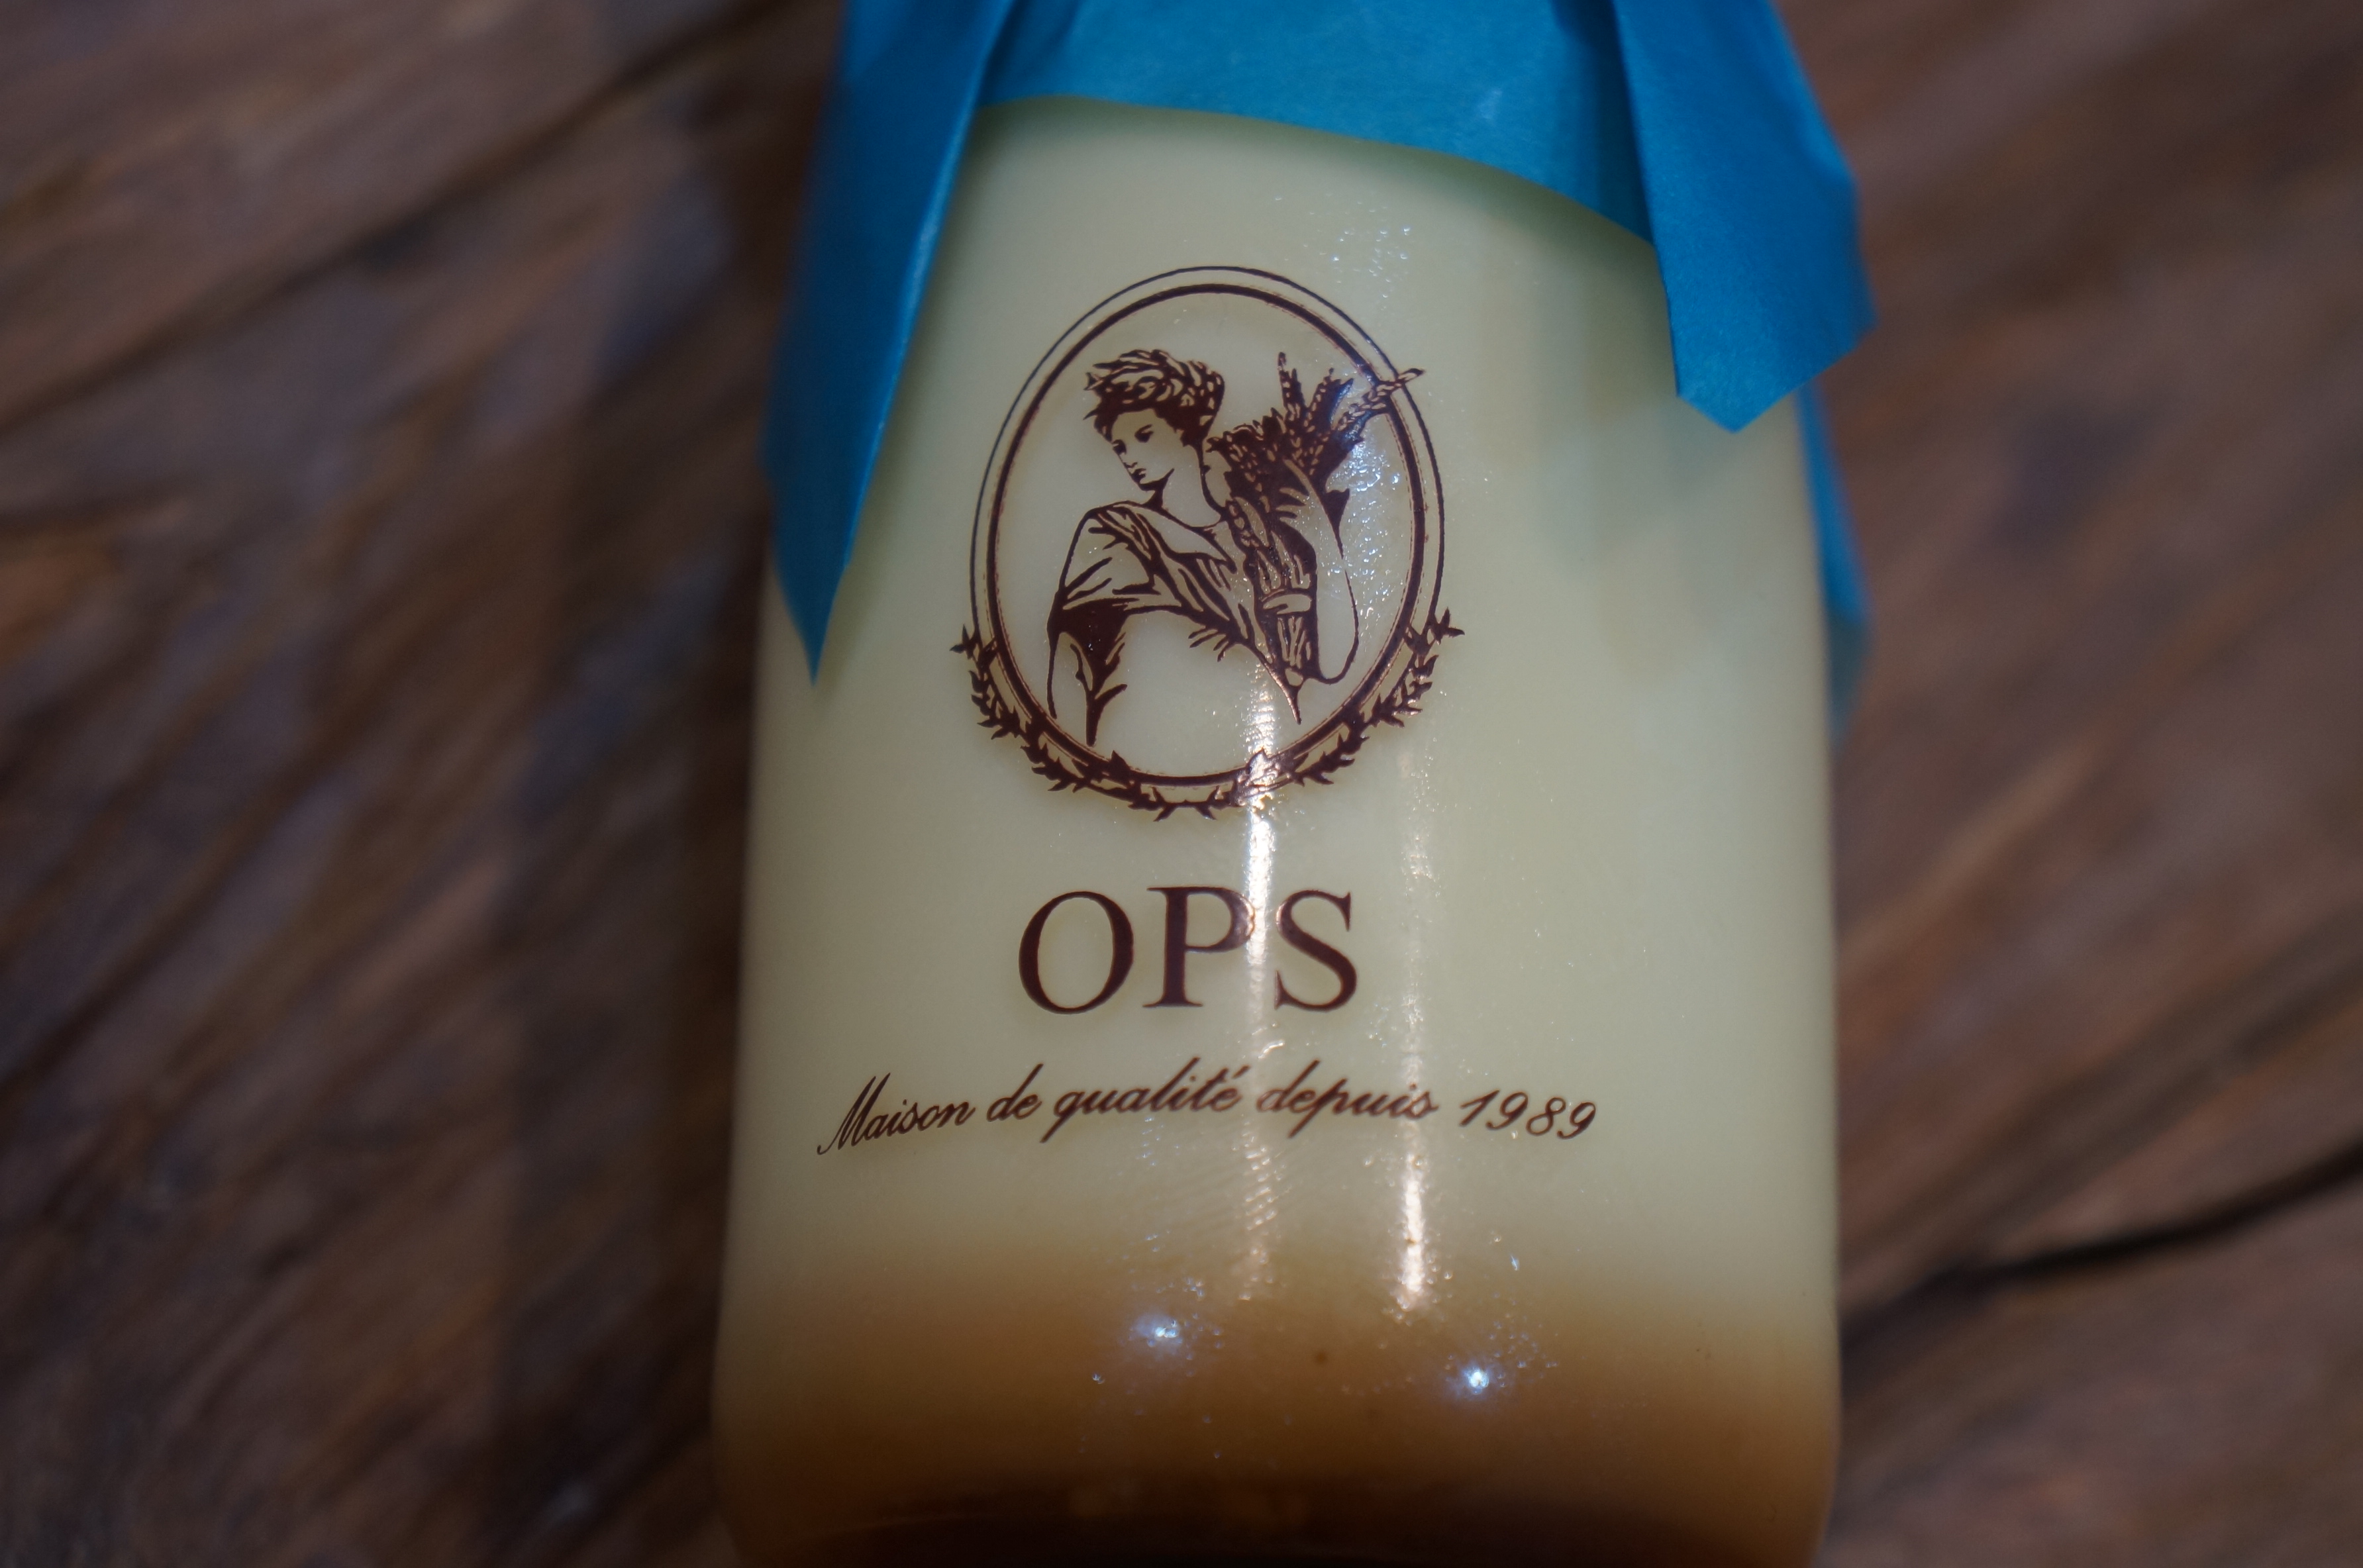 OPS
Maison de qualité depuis 1989